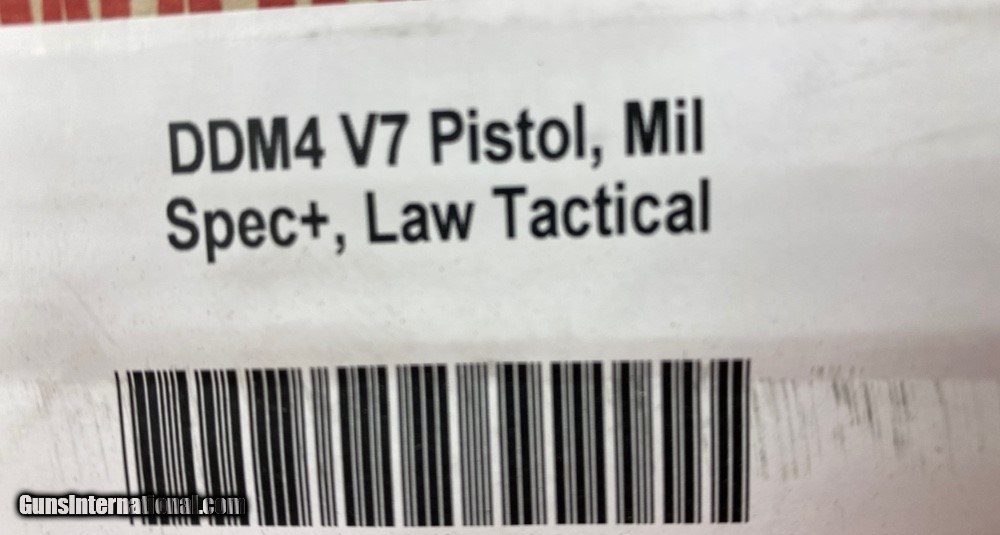 DDM4 V7 Pistol, Mil
Spec+, Law Tactical
GunsInternational.com